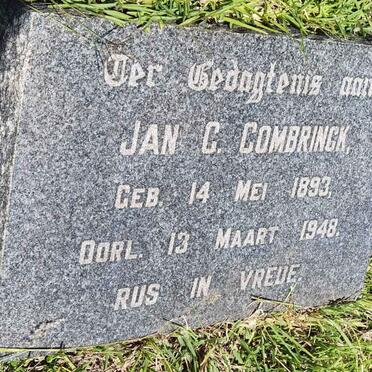 Ter Gedagtenis aan
JAN C. COMBRINCK,
GEB. 14 MEI 1893.
OORL. 13 MAART 1948.
RUS IN VREDE